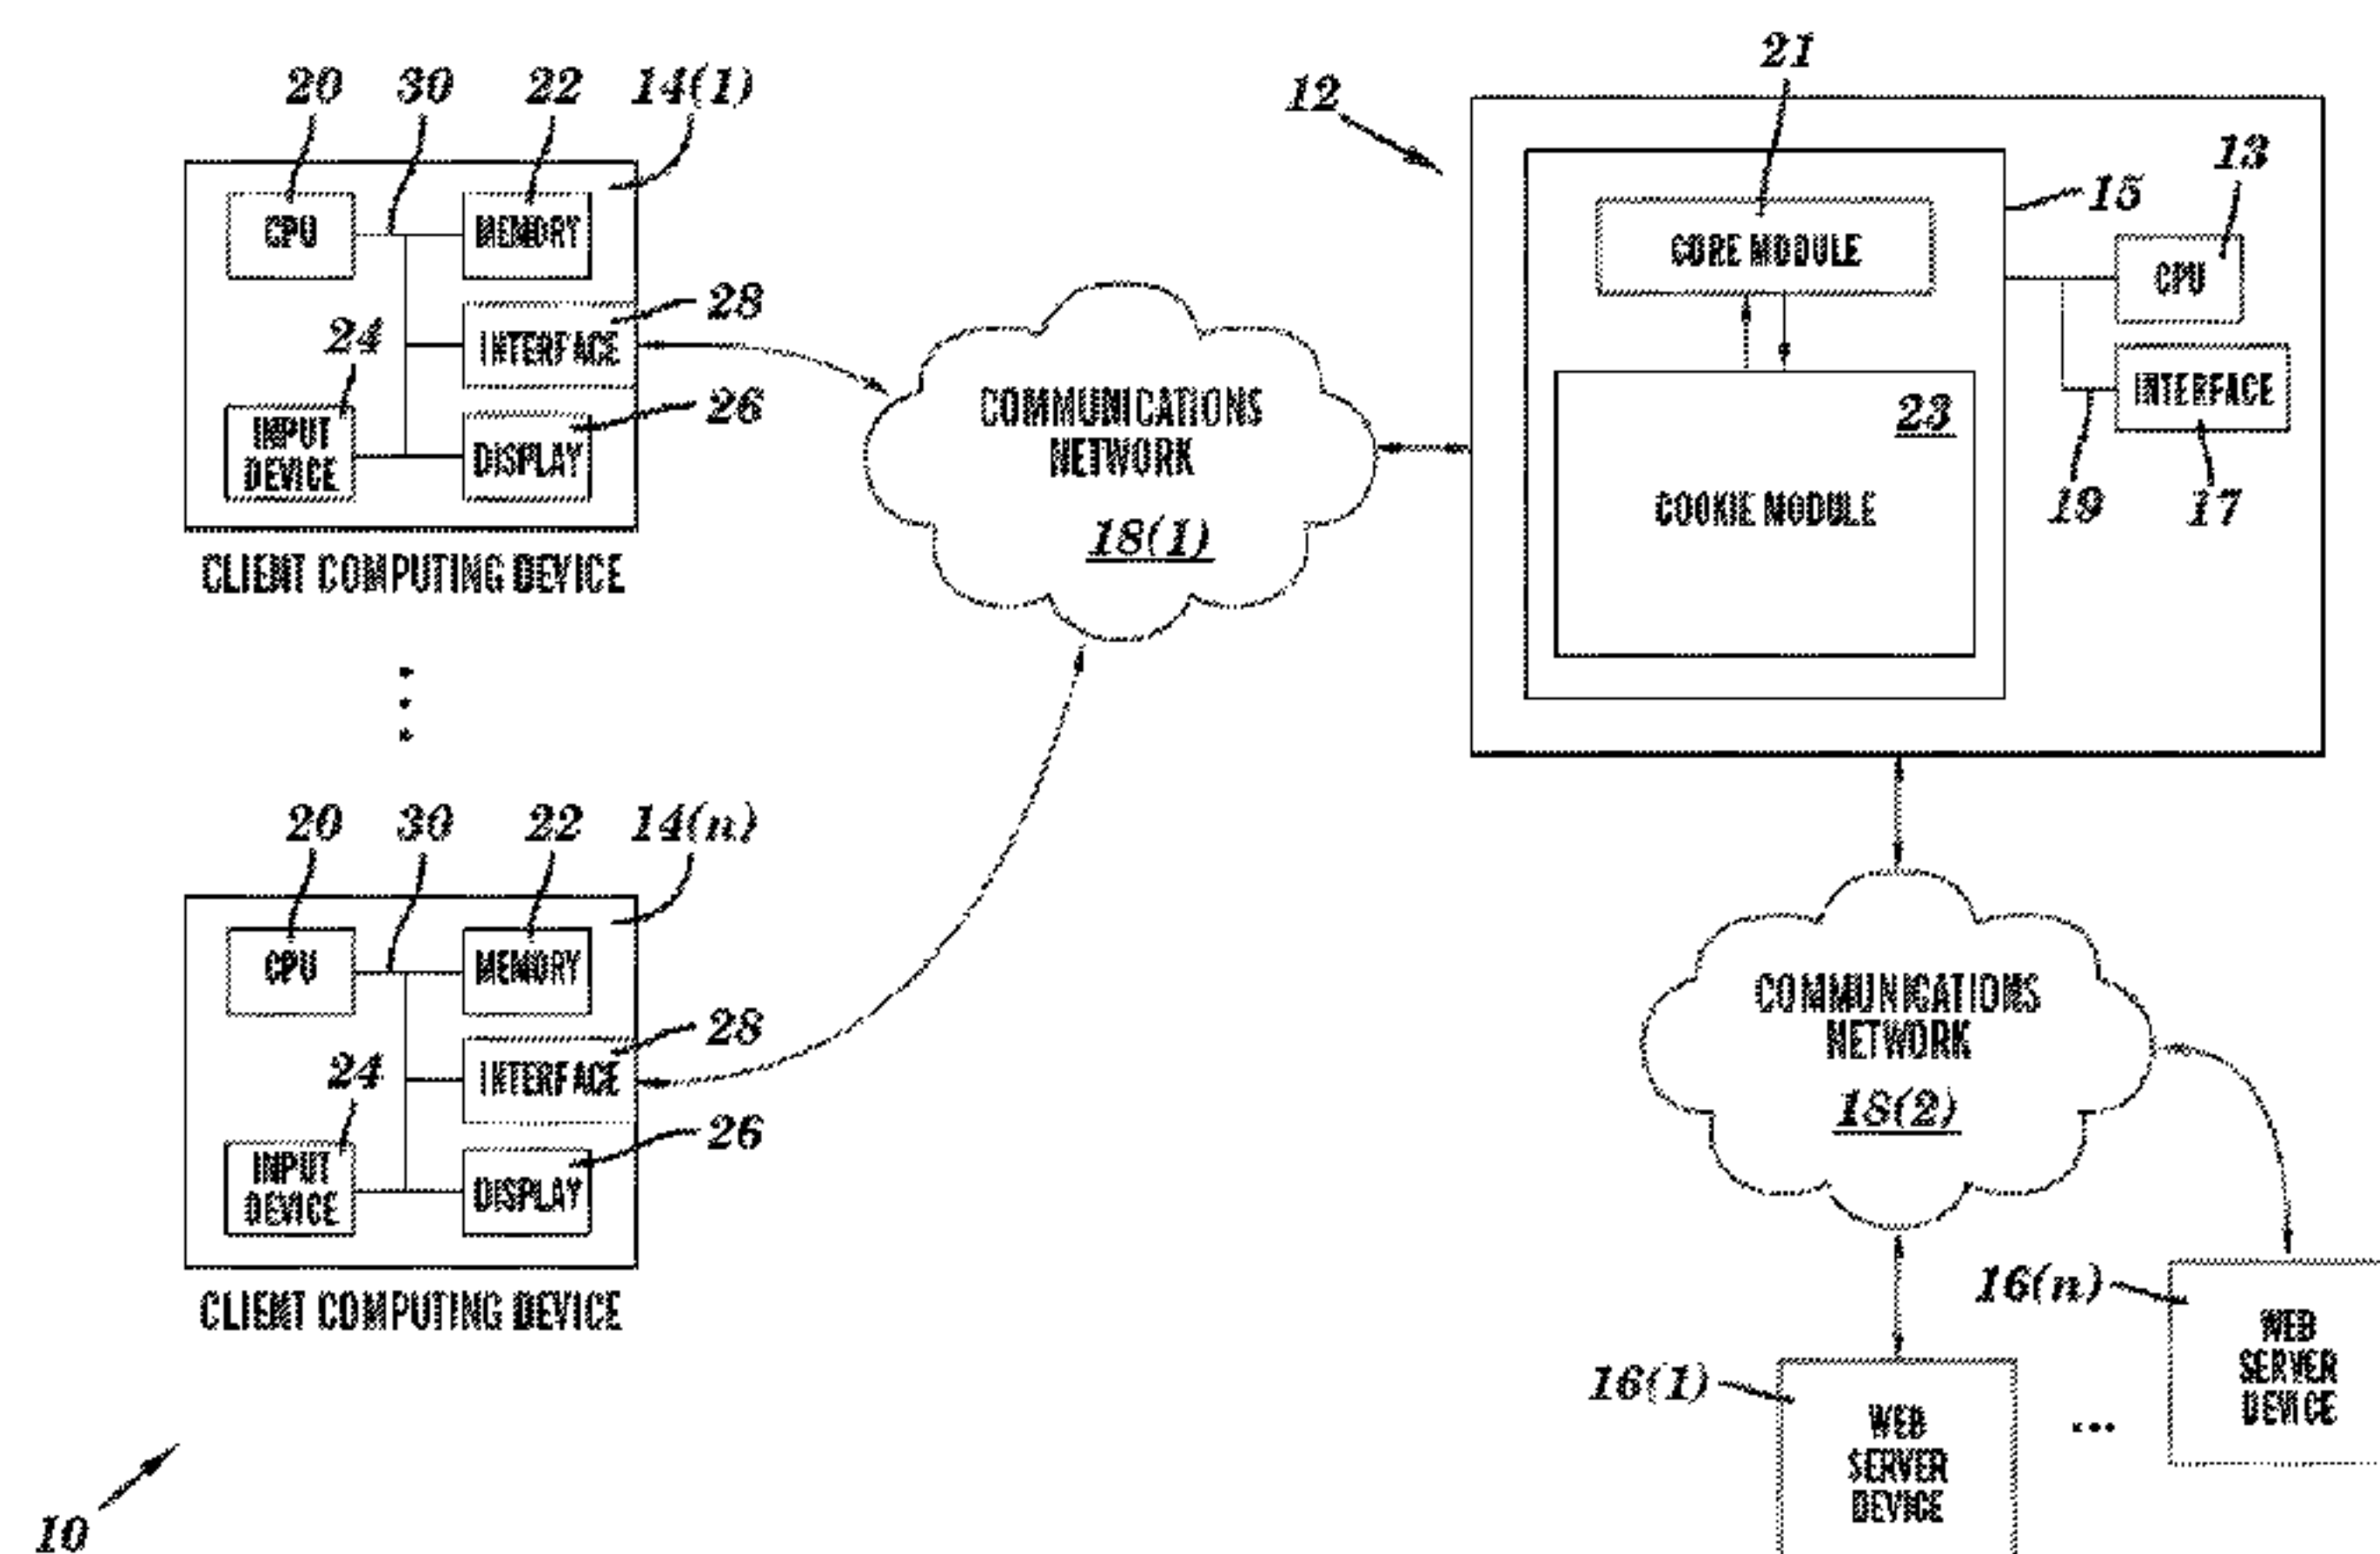 20 30 22 14(1)
CPU
MEMORY
28
INTERFACE
24
26
INPUT
DEVICE
DISPLAY
CLIENT COMPUTING DEVICE
20 30 22 14(n)
CPU
MEMORY
28
INTERFACE
24
26
INPUT
DEVICE
DISPLAY
CLIENT COMPUTING DEVICE
10
COMMUNICATIONS
NETWORK
18(1)
12
21
CORE MODULE
15
13
CPU
INTERFACE
19
17
23
COOKIE MODULE
COMMUNICATIONS
NETWORK
18(2)
16(1)
WEB
SERVER
DEVICE
...
16(n)
WEB
SERVER
DEVICE